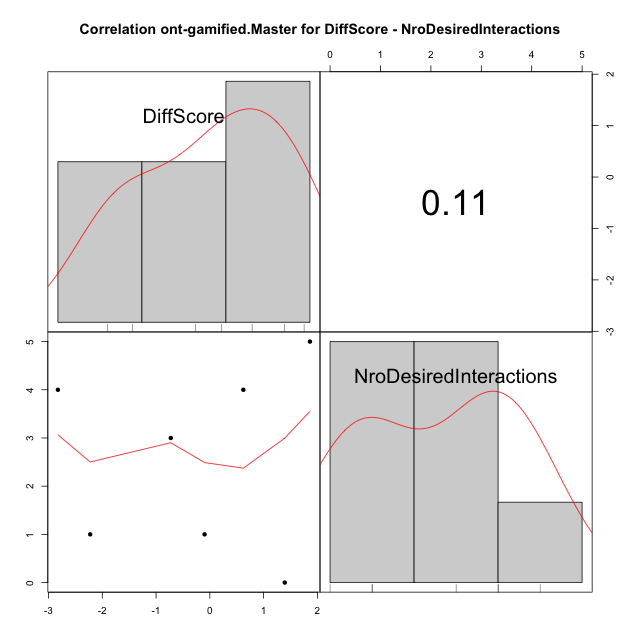 Correlation ont-gamified.Master for DiffScore - NroDesiredInteractions
0 1 2 3 4 5
DiffScore
0.11
2
1
0
-1
-2
-3
5
4
3
2
1
0
NroDesiredInteractions
-3 -2 -1 0 1 2